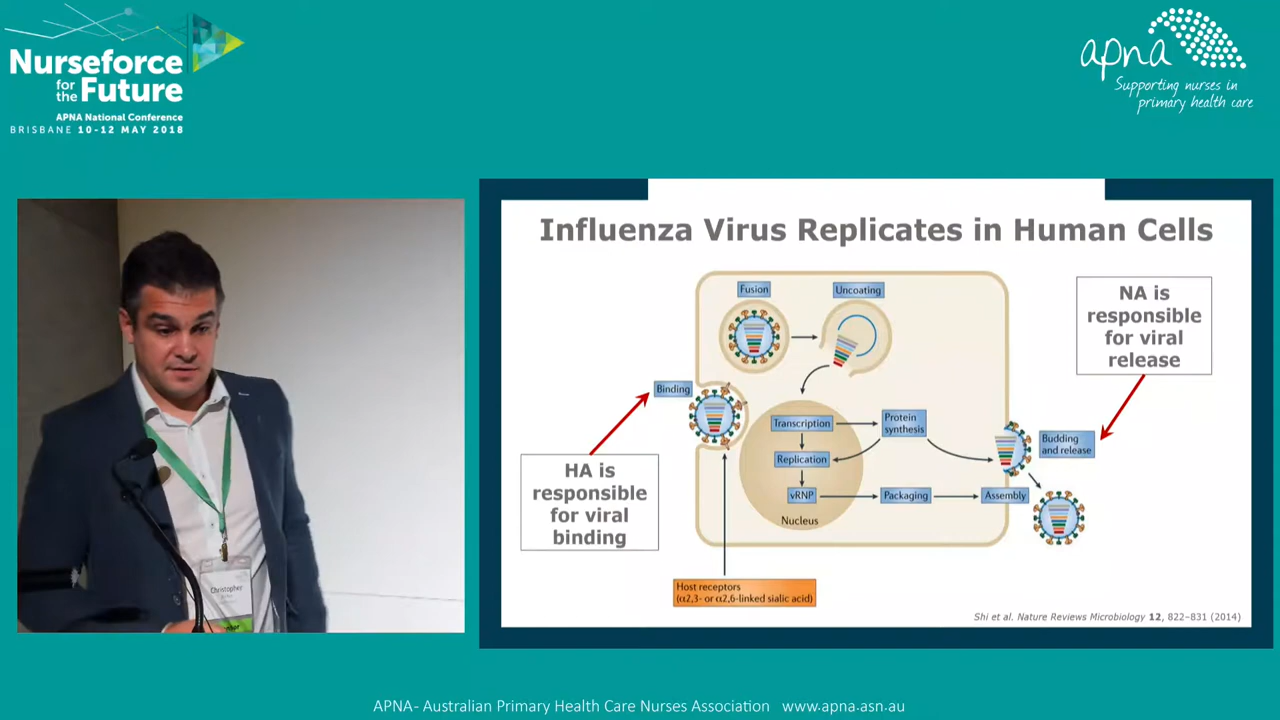 Nurseforce
for the Future
APNA National Conference
BRISBANE 10-12 MAY 2018
apna
Supporting nurses in
primary health care
Christophper
Influenza Virus Replicates in Human Cells
Fusion
Uncoating
NA is
responsible
for viral
release
Binding
Transcription
Protein
synthesis
Replication
Budding
and release
HA is
responsible
for viral
binding
vRNP
Packaging
Assembly
Nucleus
Host receptors
(α2,3- or α2,6-linked sialic acid)
Shi et al. Nature Reviews Microbiology 12, 822–831 (2014)
APNA- Australian Primary Health Care Nurses Association www.apna.asn.au